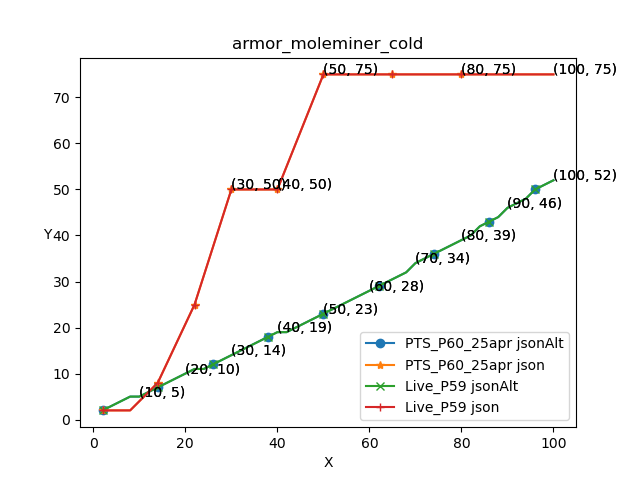 armor_moleminer_cold
(50, 75)
(80, 75)
(100, 75)
(30, 50)
(40, 50)
(100, 52)
(90, 46)
(80, 39)
(70, 34)
(60, 28)
(50, 23)
(40, 19)
(30, 14)
(20, 10)
(10, 5)
70
60
50
40
30
20
10
0
Y
0 20 40 60 80 100
X
PTS_P60_25apr jsonAlt
PTS_P60_25apr json
Live_P59 jsonAlt
Live_P59 json